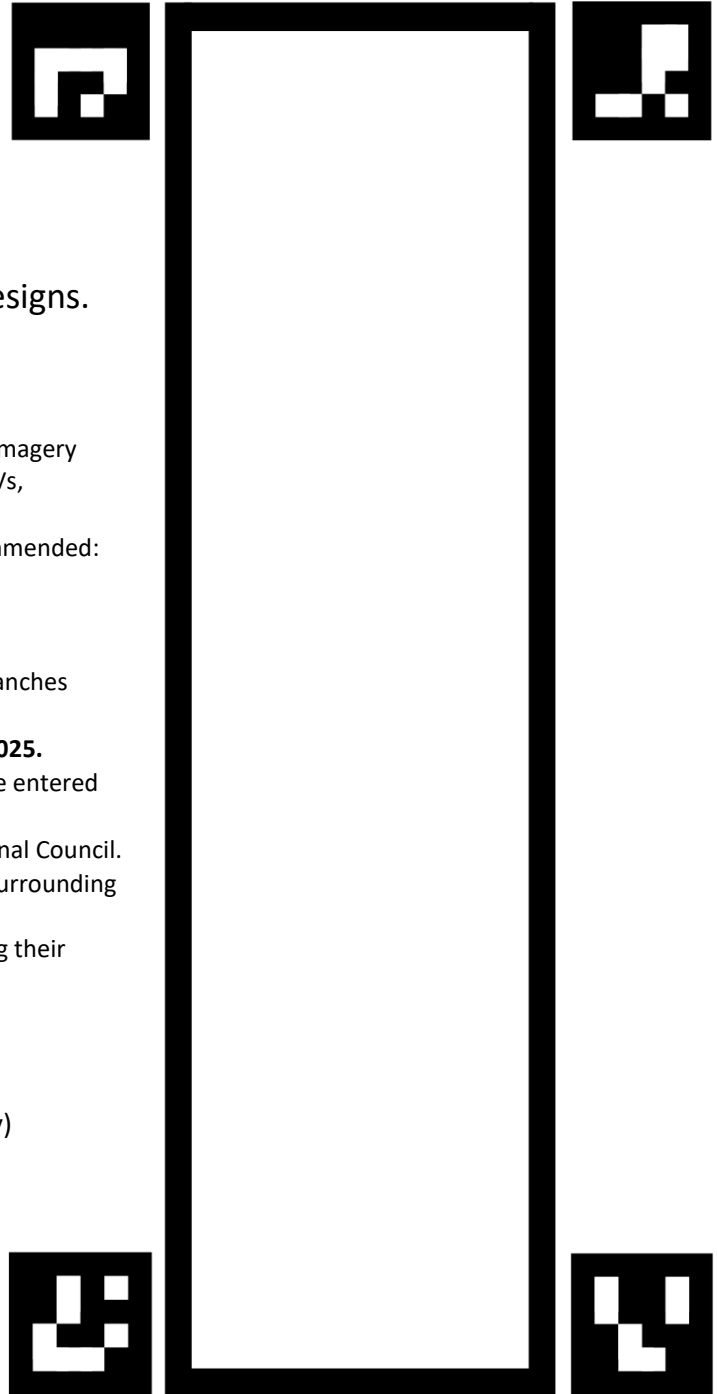 esigns.
magery
/s,
mended:
anches
025.
e entered
nal Council.
urrounding
g their
)